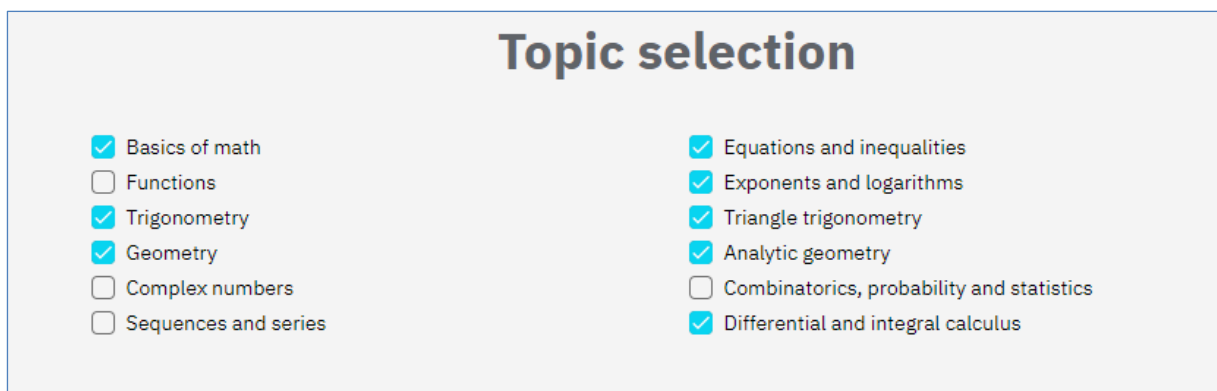 Topic selection
Basics of math
Functions
Trigonometry
Geometry
Complex numbers
Sequences and series
Equations and inequalities
Exponents and logarithms
Triangle trigonometry
Analytic geometry
Combinatorics, probability and statistics
Differential and integral calculus